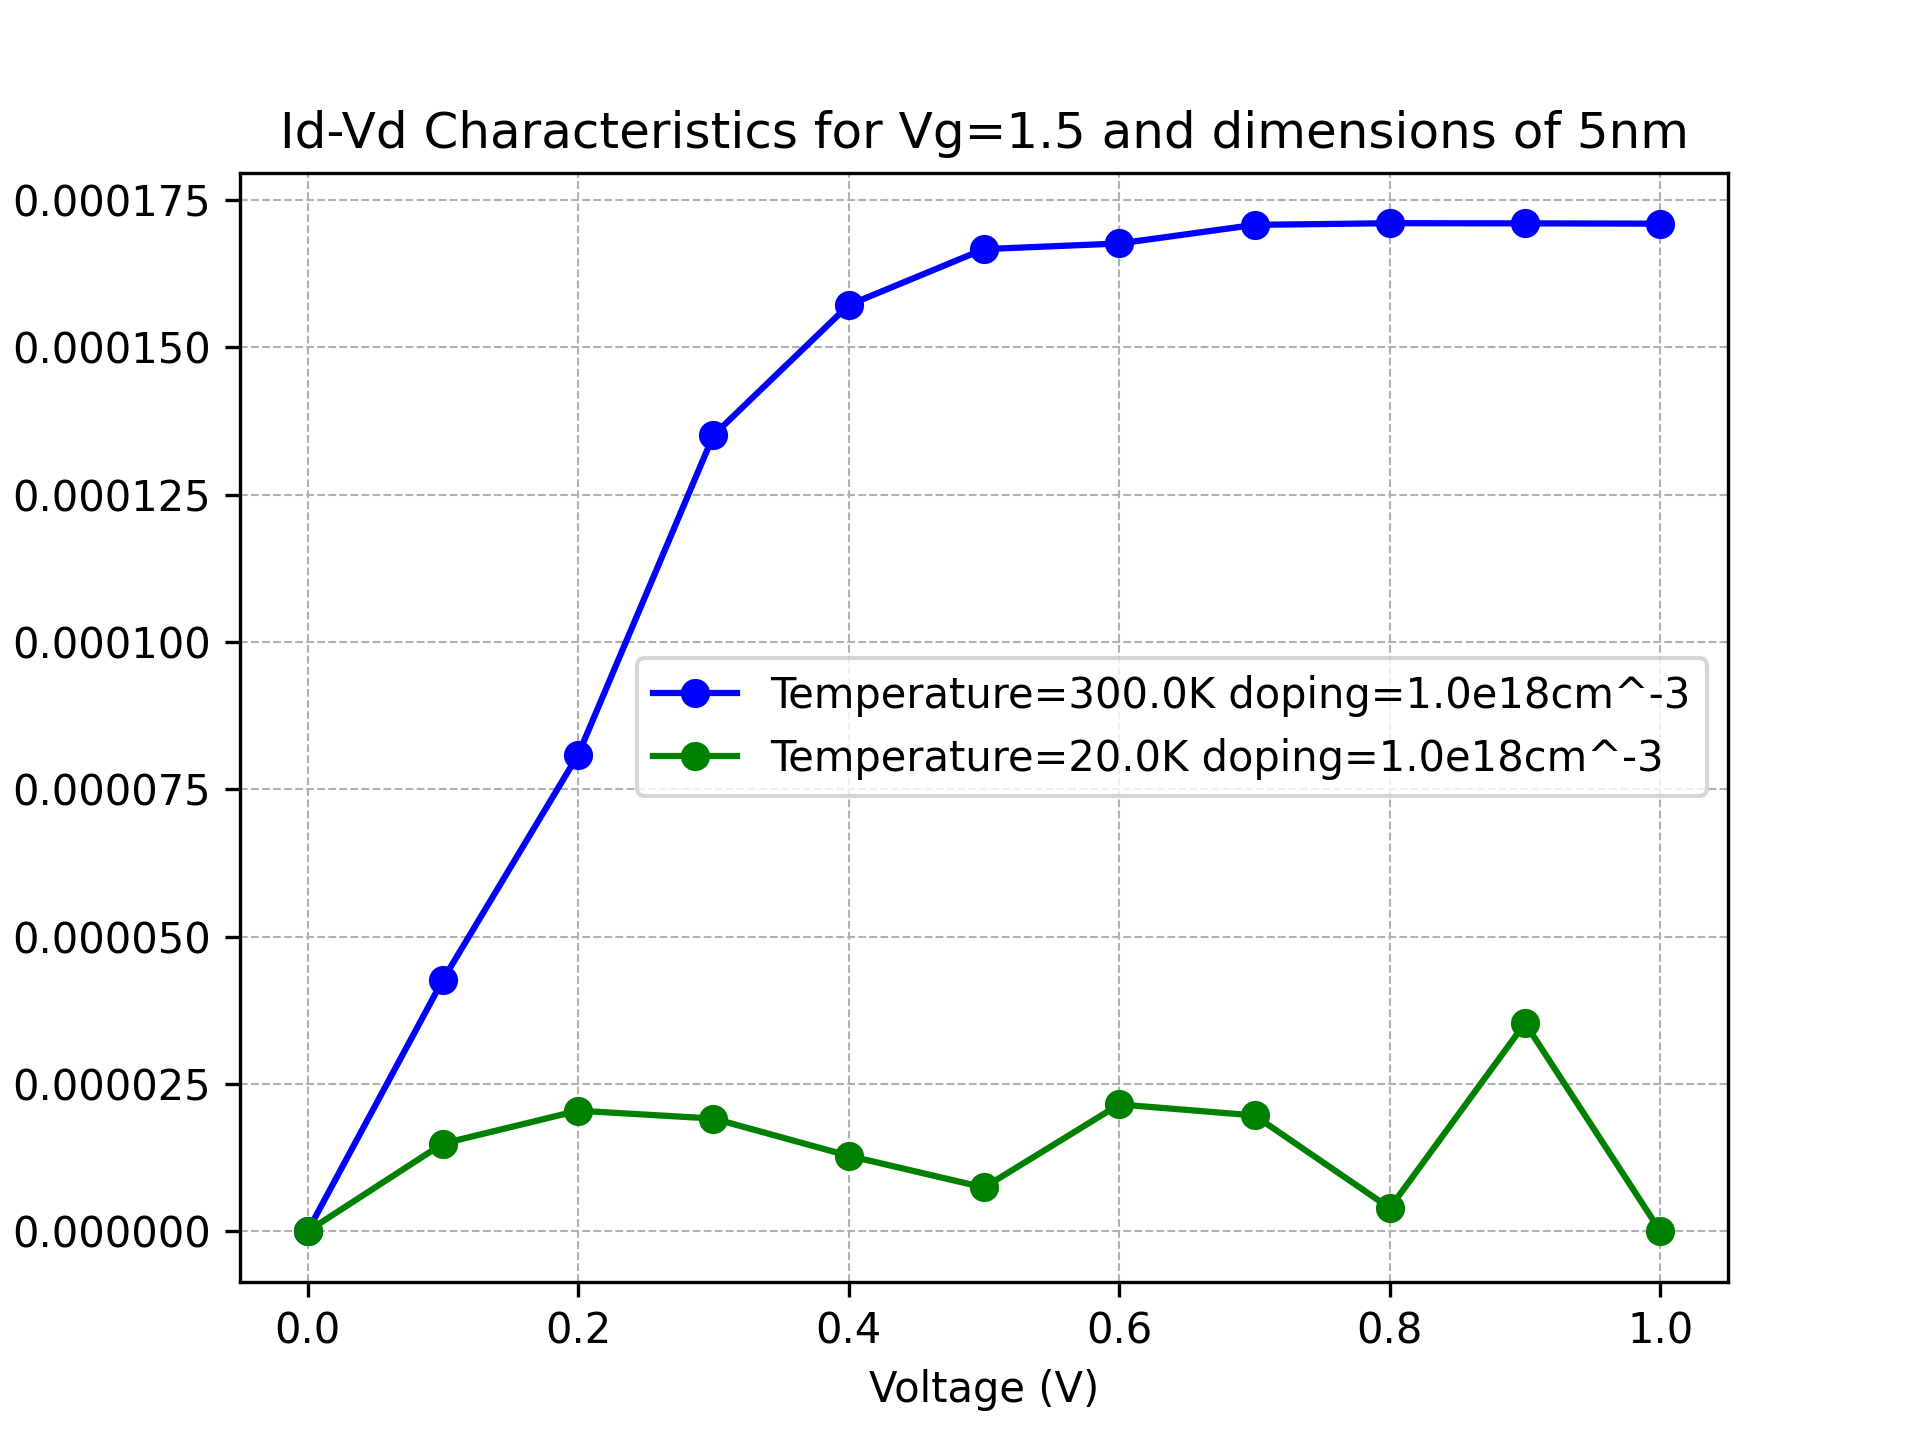 Id-Vd Characteristics for Vg=1.5 and dimensions of 5nm
0.000175
0.000150
0.000125
0.000100
0.000075
0.000050
0.000025
0.000000
Temperature=300.0K doping=1.0e18cm^-3
Temperature=20.0K doping=1.0e18cm^-3
0.0 0.2 0.4 0.6 0.8 1.0
Voltage (V)